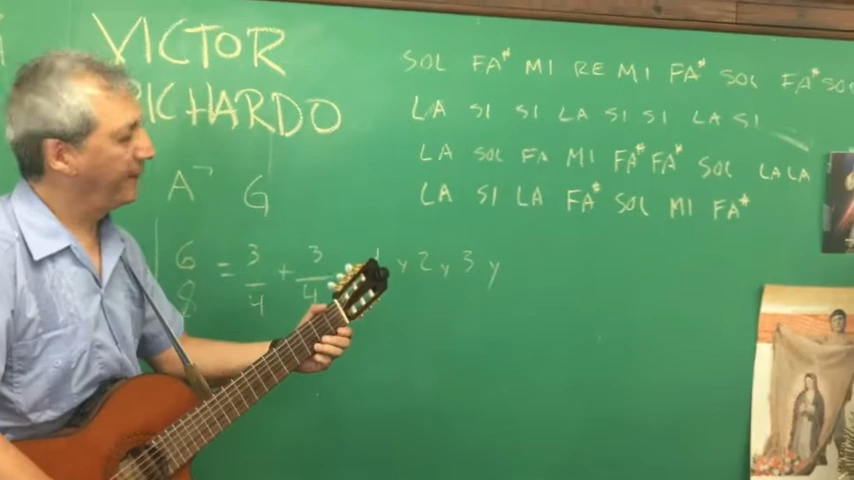 VICTOR
RICHARDO
SOL FA* MI RE MI FA* SOL FA* SOL
LA SI SI LA SI SI LA SI
LA SOL FA MI FA* FA* SOL LA LA
LA SI LA FA* SOL MI FA*
A7 G
6/8 = 3/4 + 3/4 1 y 2 y 3 y